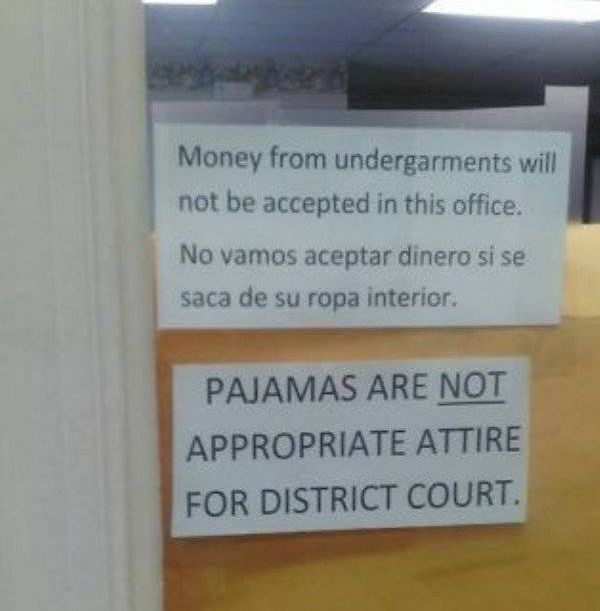 Money from undergarments will
not be accepted in this office.
No vamos aceptar dinero si se
saca de su ropa interior.
PAJAMAS ARE NOT
APPROPRIATE ATTIRE
FOR DISTRICT COURT.